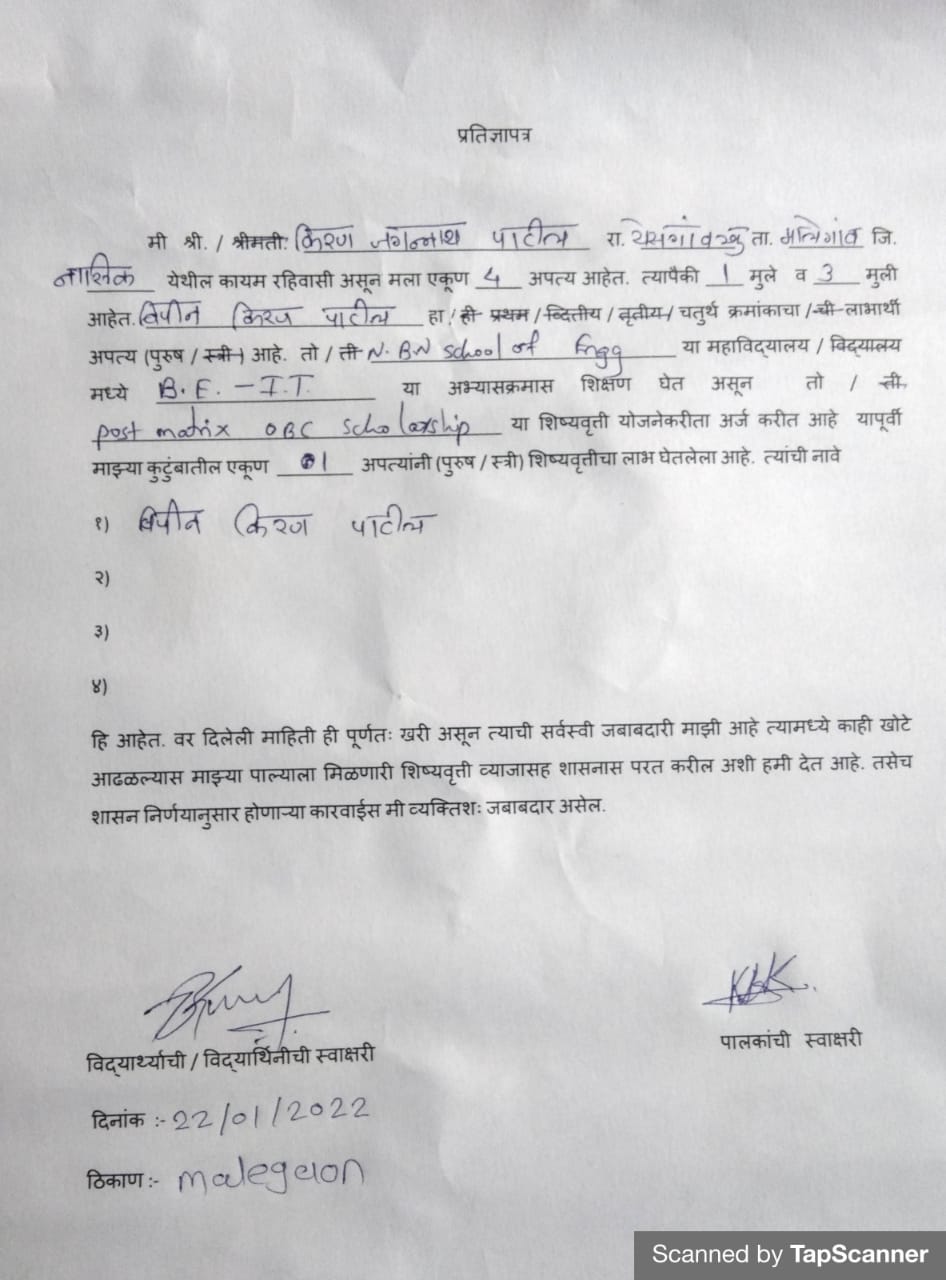 प्रतिज्ञापत्र
मी श्री. / श्रीमती. किरण जगन्नाथ पाटील रा. येसगांव खु ता. मालेगांव जि.
नाशिक येथील कायम रहिवासी असून मला एकूण 4 अपत्य आहेत. त्यापैकी 1 मुले व 3 मुली
आहेत. विपीन किरण पाटील हा / ही प्रथम / व्दितीय / तृतीय / चतुर्थ क्रमांकाचा / ची लाभार्थी
अपत्य (पुरुष / स्त्री) आहे. तो / ती N.B.N School of Engg या महाविद्यालय / विद्यालय
मध्ये B.E. - I.T. या अभ्यासक्रमास शिक्षण घेत असून तो / ती
post matrix OBC Scholarship या शिष्यवृत्ती योजनेकरीता अर्ज करीत आहे यापूर्वी
माझ्या कुटुंबातील एकूण 01 अपत्यांनी (पुरुष / स्त्री) शिष्यवृत्तीचा लाभ घेतलेला आहे. त्यांची नावे
१) विपीन किरण पाटील
२)
३)
४)
हि आहेत. वर दिलेली माहिती ही पूर्णतः खरी असून त्याची सर्वस्वी जबाबदारी माझी आहे त्यामध्ये काही खोटे
आढळल्यास माझ्या पाल्याला मिळणारी शिष्यवृत्ती व्याजासह शासनास परत करील अशी हमी देत आहे. तसेच
शासन निर्णयानुसार होणाऱ्या कारवाईस मी व्यक्तिशः जबाबदार असेल.
विद्यार्थ्याची / विद्यार्थिनीची स्वाक्षरी
पालकांची स्वाक्षरी
दिनांक :- 22/01/2022
ठिकाण :- malegaon
Scanned by TapScanner